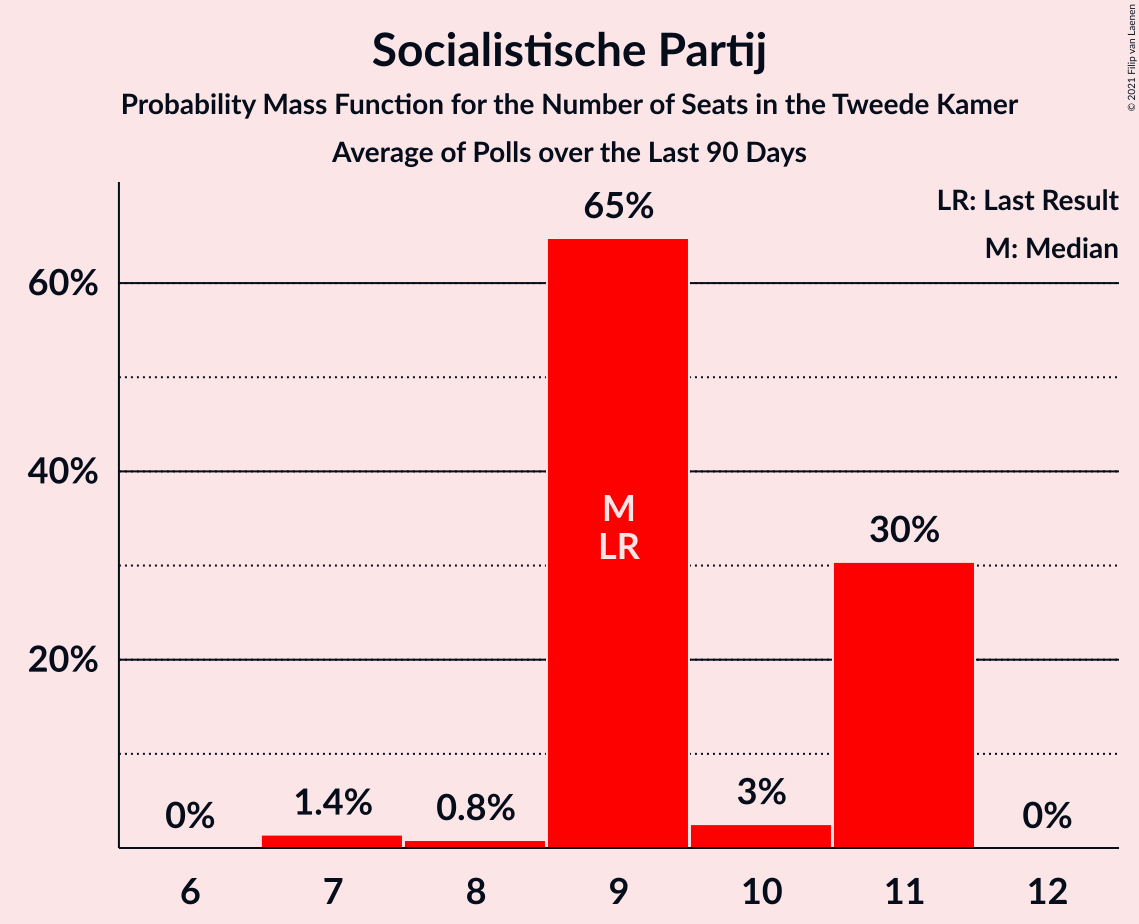 Socialistische Partij
Probability Mass Function for the Number of Seats in the Tweede Kamer
Average of Polls over the Last 90 Days
© 2021 Filip van Laenen
LR: Last Result
M: Median
65%
60%
40%
20%
M
LR
30%
0%
1.4%
0.8%
3%
0%
6 7 8 9 10 11 12